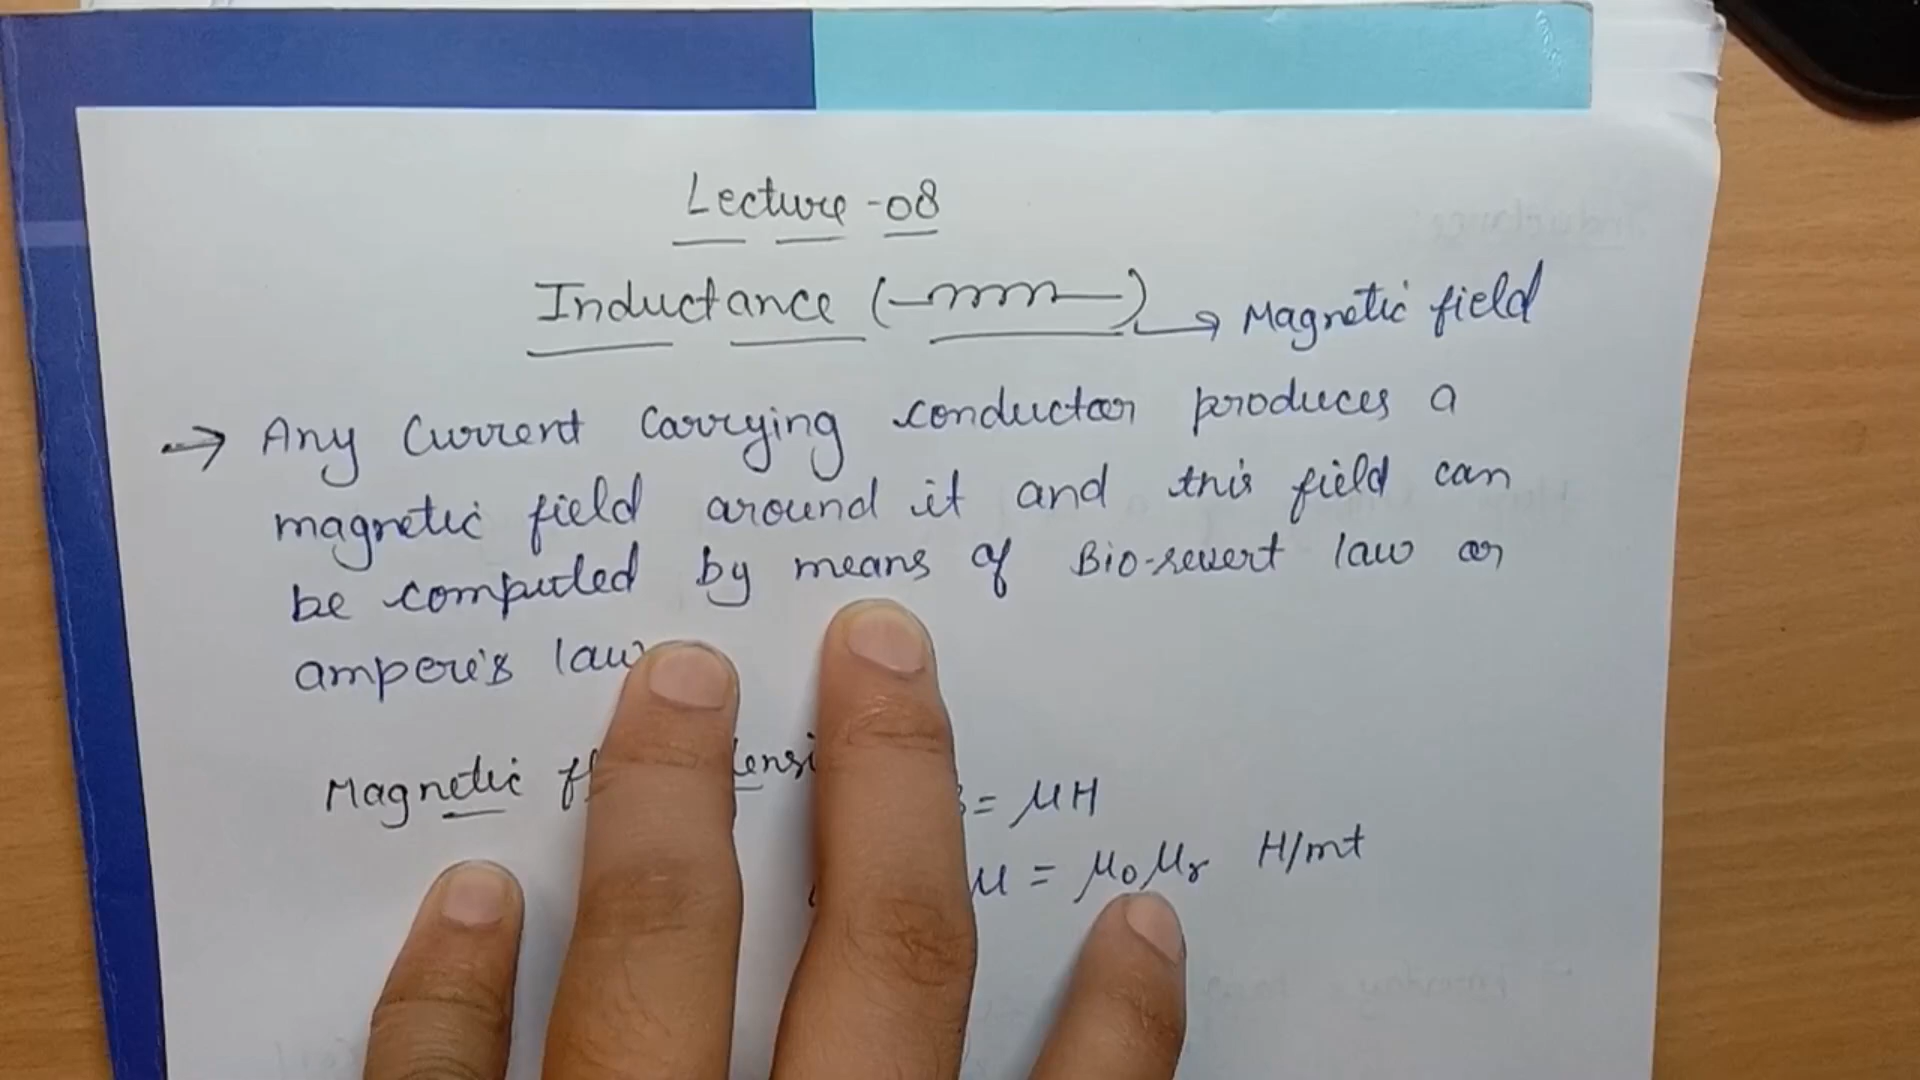 Lecture -08
Inductance ( ) → Magnetic field
→ Any Current Carrying conductor produces a
magnetic field around it and this field can
be computed by means of Bio-severt law or
ampere's law
Magnetic = μH
μ = μ0μr H/mt